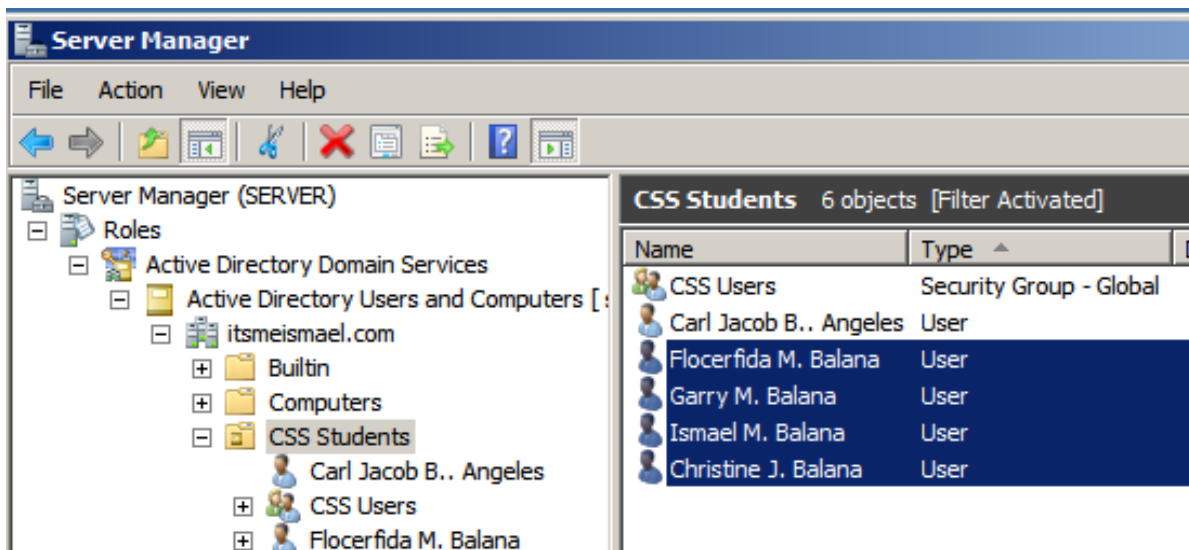 Server Manager
File Action View Help
Server Manager (SERVER)
Roles
Active Directory Domain Services
Active Directory Users and Computers [
itsmeismael.com
Builtin
Computers
CSS Students
Carl Jacob B.. Angeles
CSS Users
Flocerfida M. Balana
CSS Students 6 objects [Filter Activated]
Name Type
CSS Users Security Group - Global
Carl Jacob B.. Angeles User
Flocerfida M. Balana User
Garry M. Balana User
Ismael M. Balana User
Christine J. Balana User